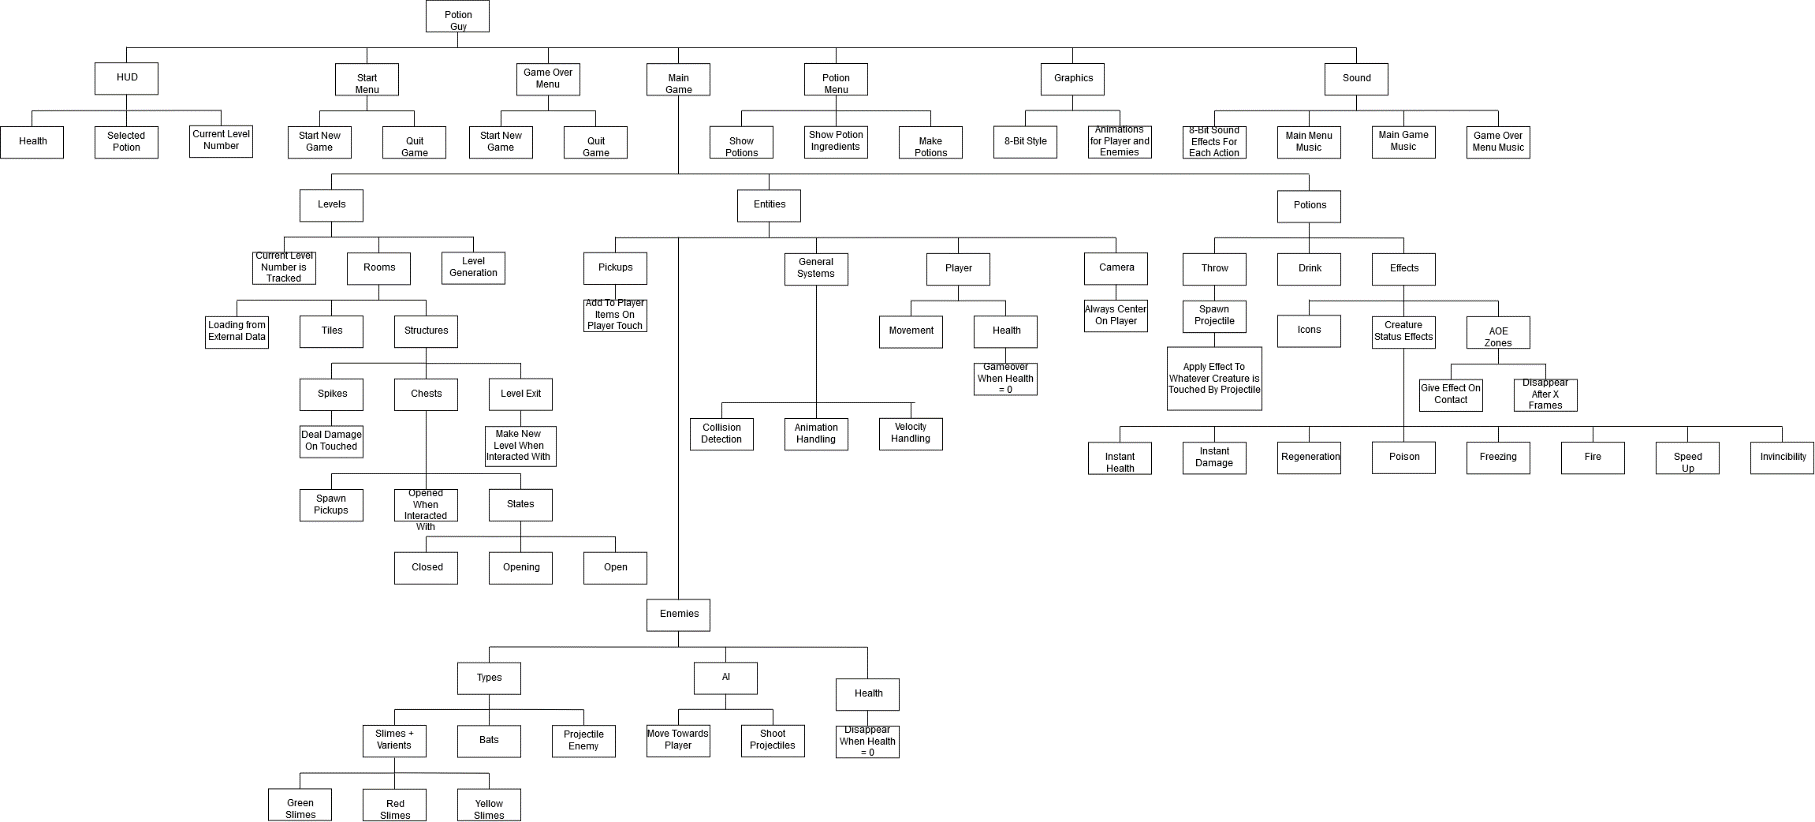 Potion
Guy
HUD
Start
Menu
Game Over
Menu
Main
Game
Potion
Menu
Graphics
Sound
Health
Selected
Potion
Current Level
Number
Start New
Game
Quit
Game
Start New
Game
Quit
Game
Show
Potions
Show Potion
Ingredients
Make
Potions
8-Bit Style
Animations
for Player and
Enemies
8-Bit Sound
Effects For
Each Action
Main Menu
Music
Main Game
Music
Game Over
Menu Music
Levels
Entities
Potions
Current Level
Number is
Tracked
Rooms
Level
Generation
Pickups
General
Systems
Player
Camera
Throw
Drink
Effects
Loading from
External Data
Tiles
Structures
Add To Player
Items On
Player Touch
Movement
Health
Always Center
On Player
Spawn
Projectile
Icons
Creature
Status Effects
AOE
Zones
Spikes
Chests
Level Exit
Gameover
When Health
= 0
Apply Effect To
Whatever Creature is
Touched By Projectile
Give Effect On
Contact
Disappear
After X
Frames
Deal Damage
On Touched
Make New
Level When
Interacted With
Collision
Detection
Animation
Handling
Velocity
Handling
Instant
Health
Instant
Damage
Regeneration
Poison
Freezing
Fire
Speed
Up
Invincibility
Spawn
Pickups
Opened
When
Interacted
With
States
Closed
Opening
Open
Enemies
Types
AI
Health
Slimes +
Varients
Bats
Projectile
Enemy
Move Towards
Player
Shoot
Projectiles
Disappear
When Health
= 0
Green
Slimes
Red
Slimes
Yellow
Slimes